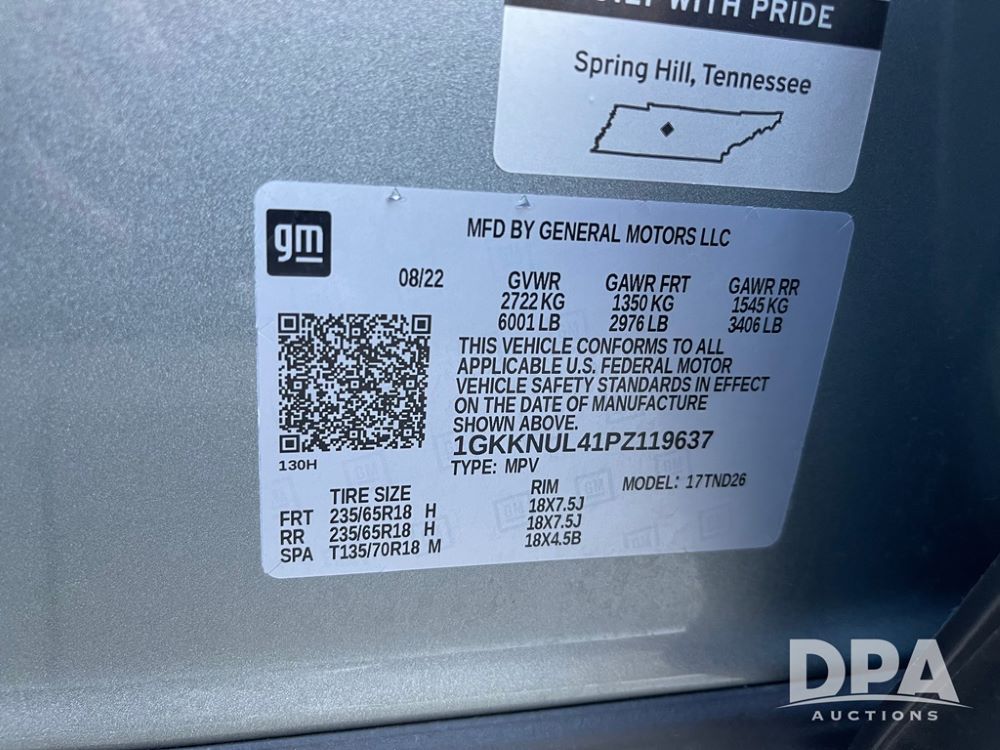 WITH PRIDE
Spring Hill, Tennessee
gm
MFD BY GENERAL MOTORS LLC
08/22 GVWR GAWR FRT GAWR RR
2722 KG 1350 KG 1545 KG
6001 LB 2976 LB 3406 LB
THIS VEHICLE CONFORMS TO ALL
APPLICABLE U.S. FEDERAL MOTOR
VEHICLE SAFETY STANDARDS IN EFFECT
ON THE DATE OF MANUFACTURE
SHOWN ABOVE.
1GKKNUL41PZ119637
130H
TYPE: MPV MODEL: 17TND26
TIRE SIZE RIM
FRT 235/65R18 H 18X7.5J
RR 235/65R18 H 18X7.5J
SPA T135/70R18 M 18X4.5B
DPA
AUCTIONS